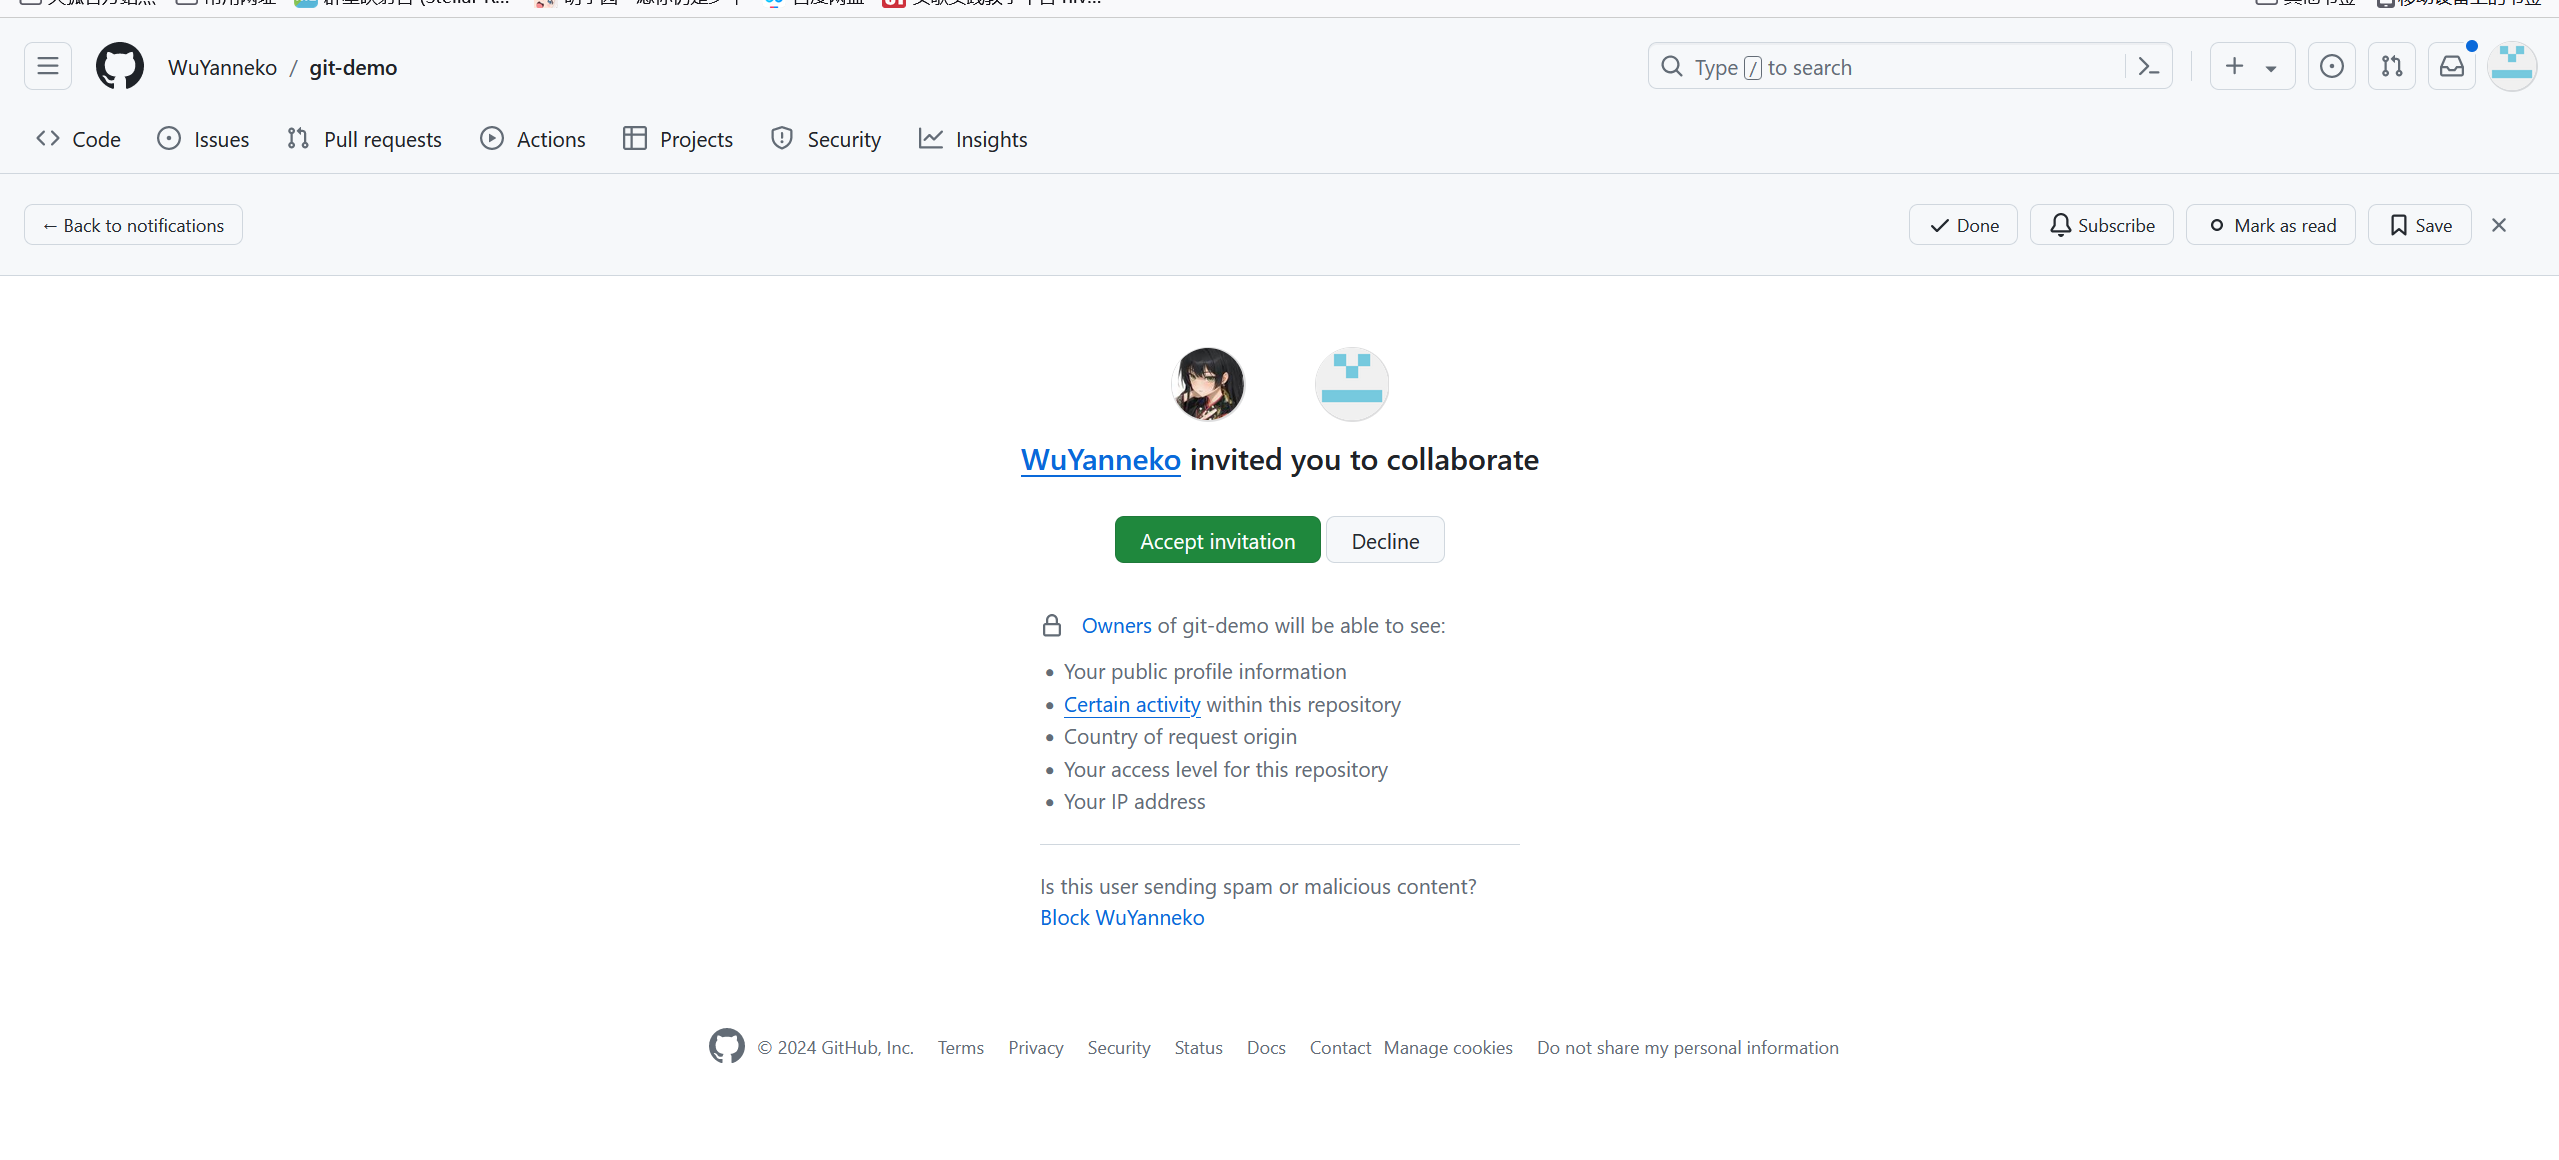 WuYanneko / git-demo
Type / to search
Code Issues Pull requests Actions Projects Security Insights
← Back to notifications
Done Subscribe Mark as read Save
WuYanneko invited you to collaborate
Accept invitation Decline
Owners of git-demo will be able to see:
• Your public profile information
• Certain activity within this repository
• Country of request origin
• Your access level for this repository
• Your IP address
Is this user sending spam or malicious content?
Block WuYanneko
© 2024 GitHub, Inc. Terms Privacy Security Status Docs Contact Manage cookies Do not share my personal information